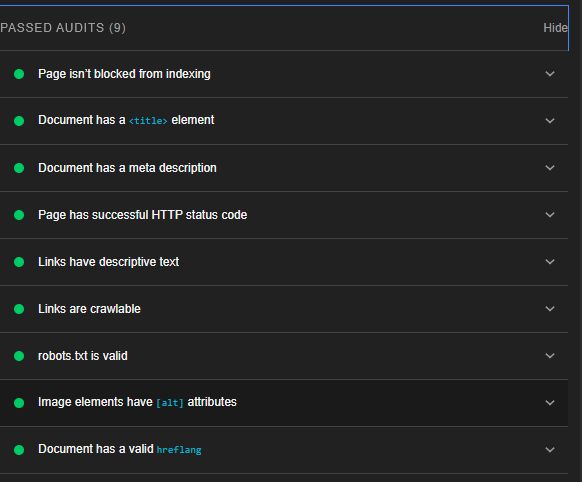 PASSED AUDITS (9)
Hide
Page isn't blocked from indexing
Document has a <title> element
Document has a meta description
Page has successful HTTP status code
Links have descriptive text
Links are crawlable
robots.txt is valid
Image elements have [alt] attributes
Document has a valid hreflang